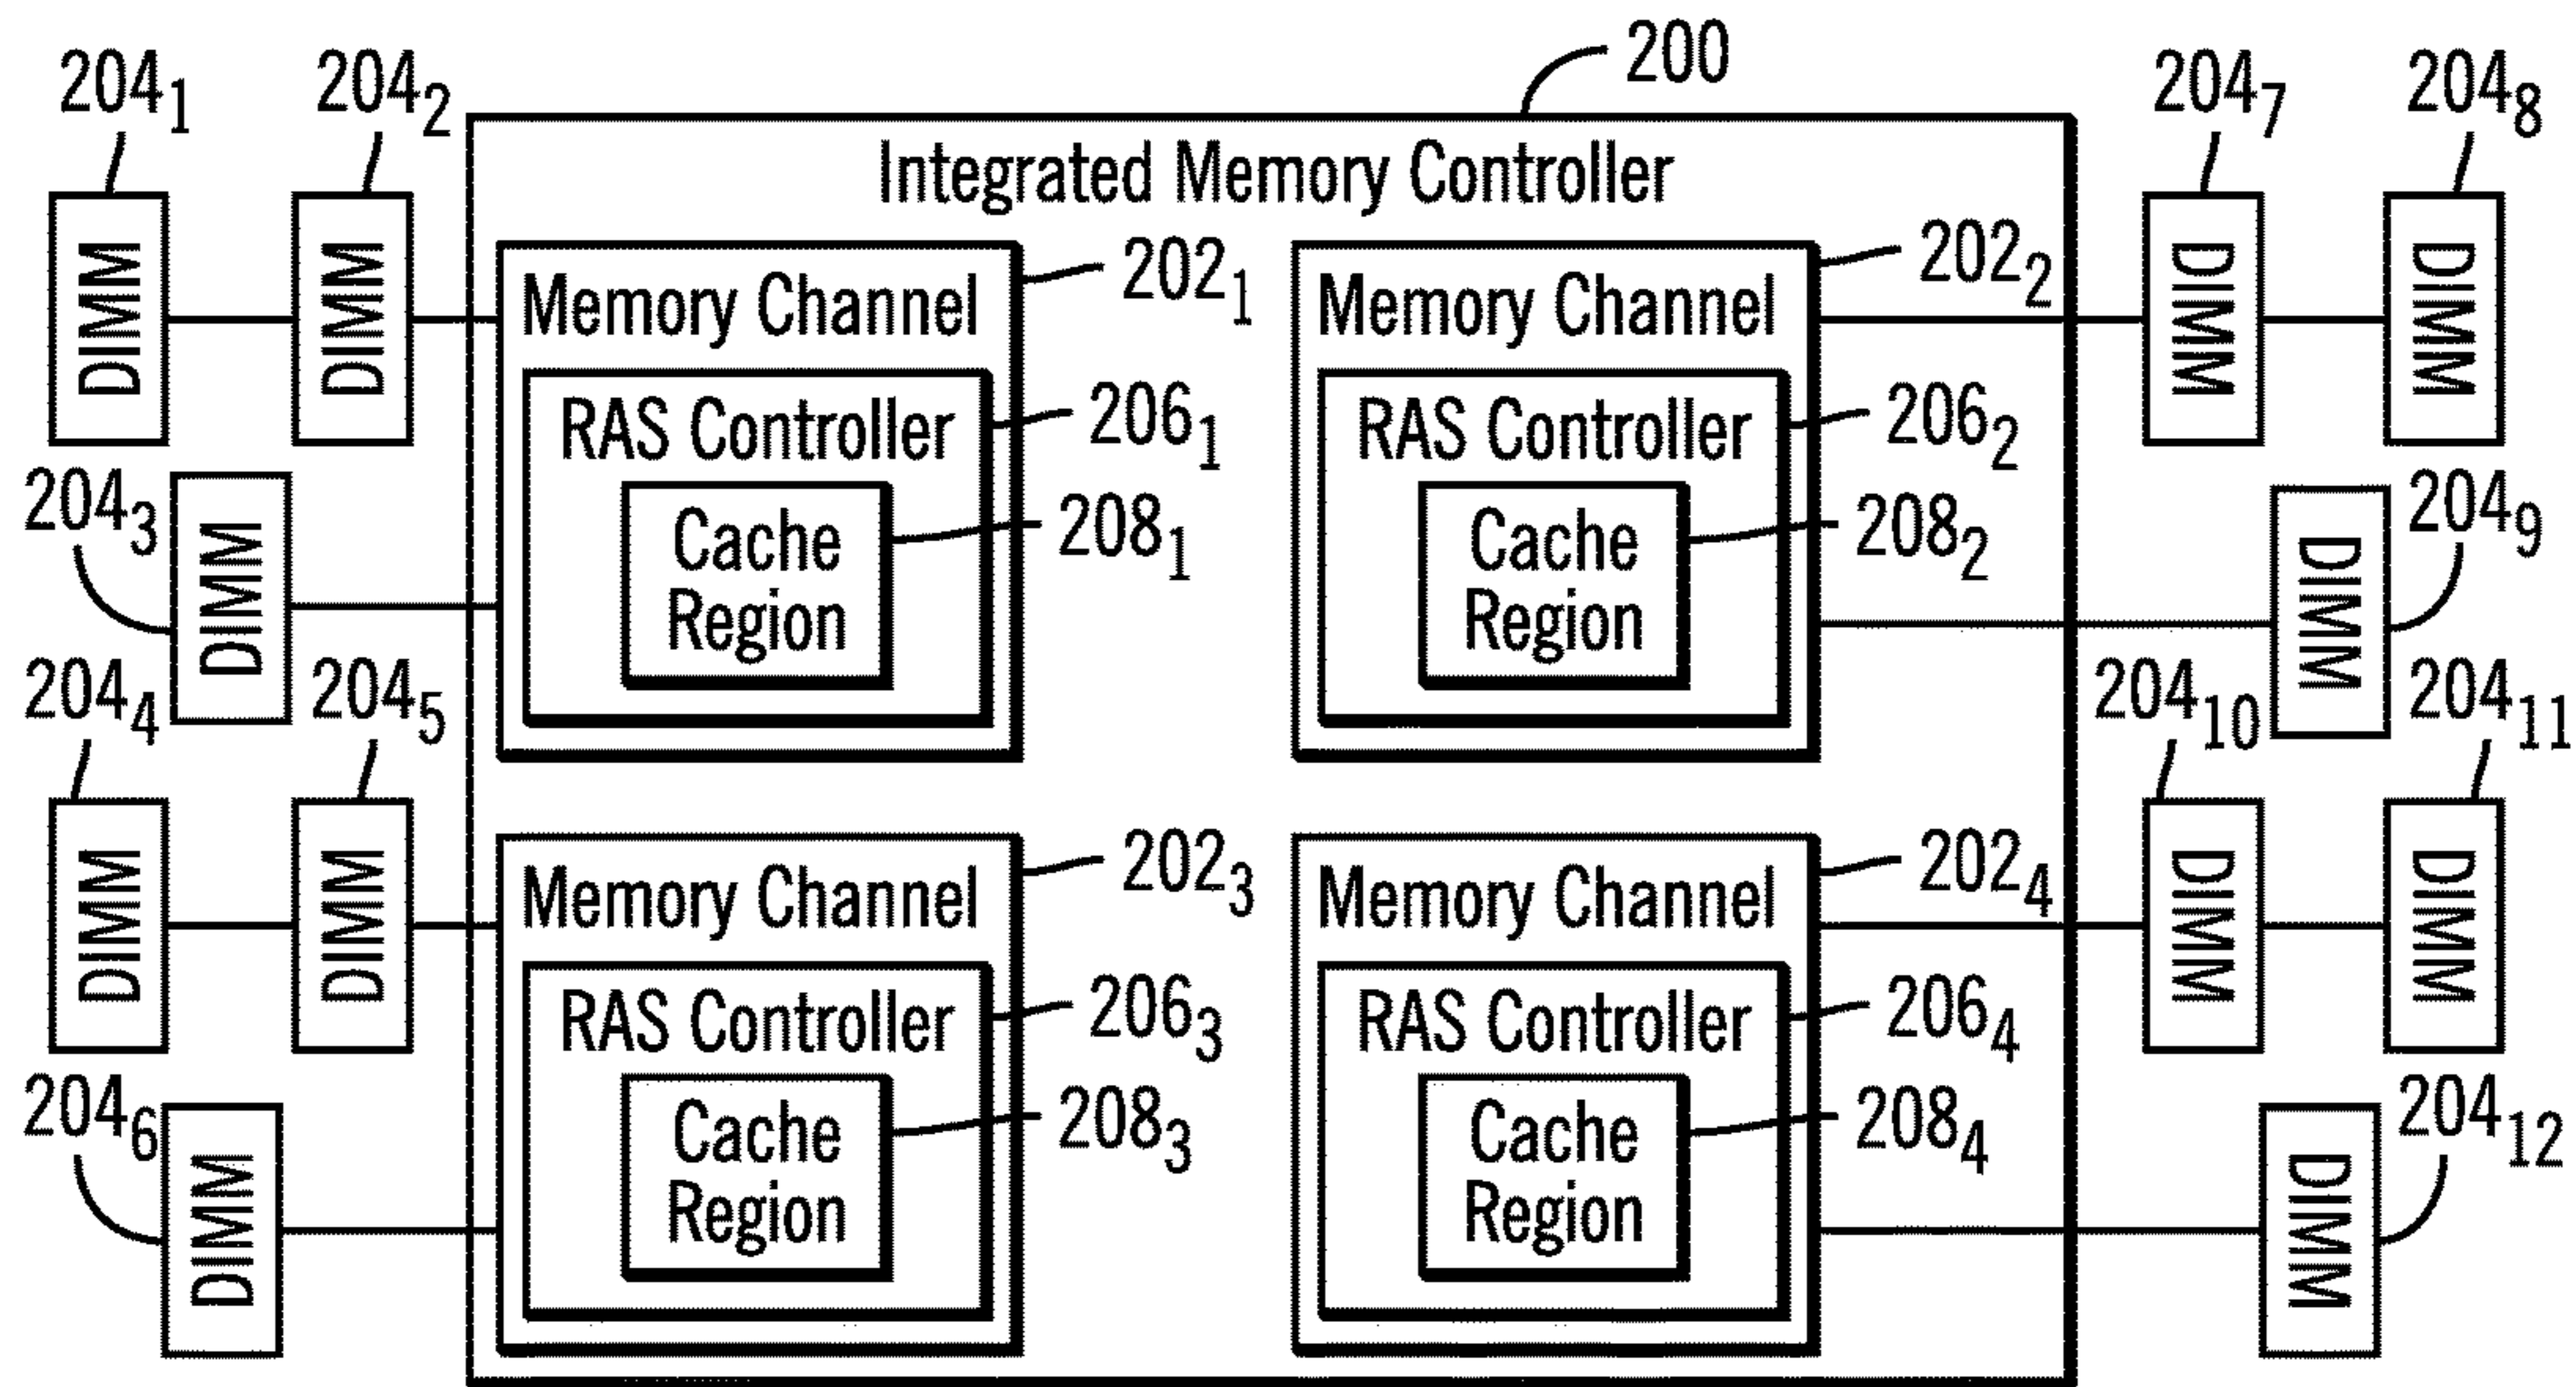 200
204₁ 204₂ 204₇ 204₈
Integrated Memory Controller
DIMM DIMM DIMM DIMM
Memory Channel 202₁ Memory Channel 202₂
RAS Controller 206₁ RAS Controller 206₂
204₃ DIMM 204₉ DIMM
Cache 208₁ Cache 208₂
Region Region
204₄ 204₅ 204₁₀ 204₁₁
DIMM DIMM DIMM DIMM
Memory Channel 202₃ Memory Channel 202₄
RAS Controller 206₃ RAS Controller 206₄
204₆ DIMM 204₁₂ DIMM
Cache 208₃ Cache 208₄
Region Region